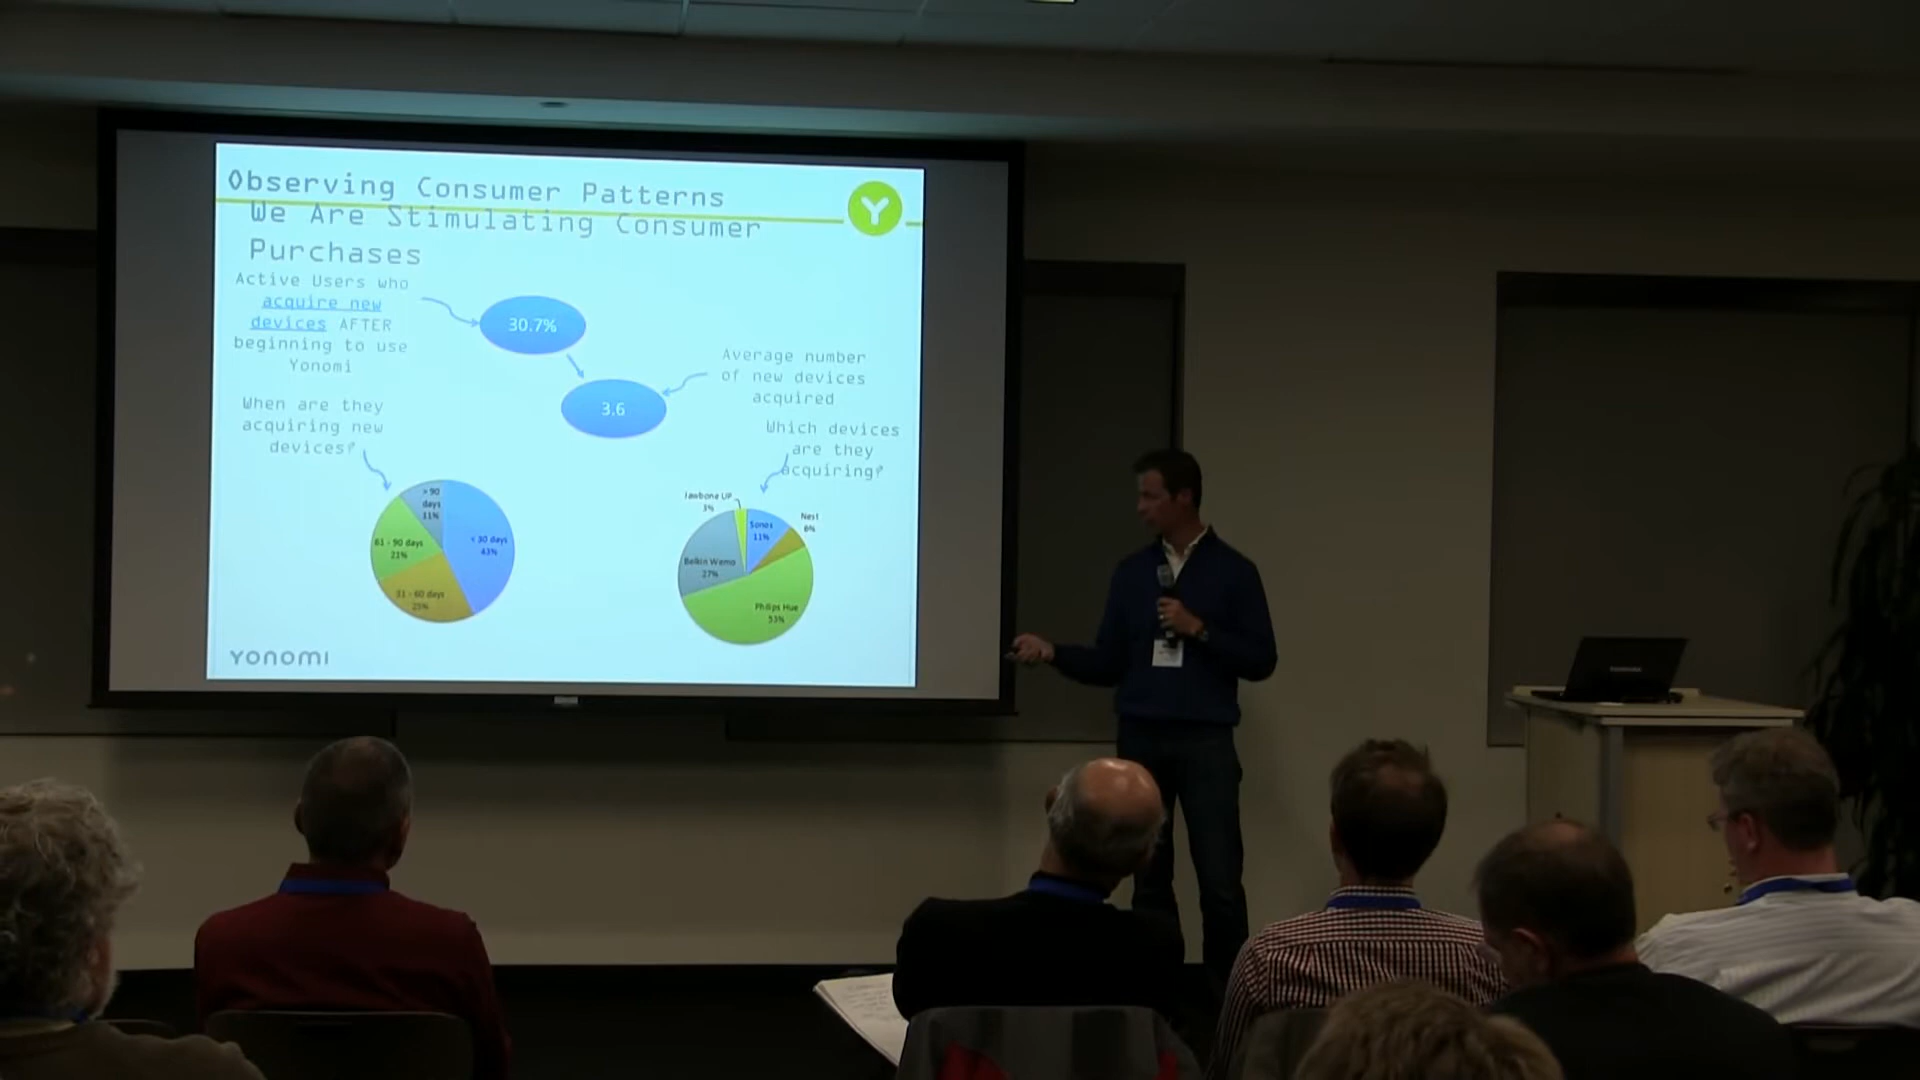 Observing Consumer Patterns
We Are Stimulating Consumer
Purchases
Y
Active Users who
acquire new
devices AFTER
beginning to use
Yonomi
30.7%
Average number
of new devices
acquired
3.6
When are they
acquiring new
devices?
Which devices
are they
acquiring?
> 90
days
11%
< 30 days
43%
61 - 90 days
21%
31 - 60 days
25%
Jawbone UP
3%
Sonos
11%
Nest
6%
Belkin Wemo
27%
Philips Hue
53%
YONOMI